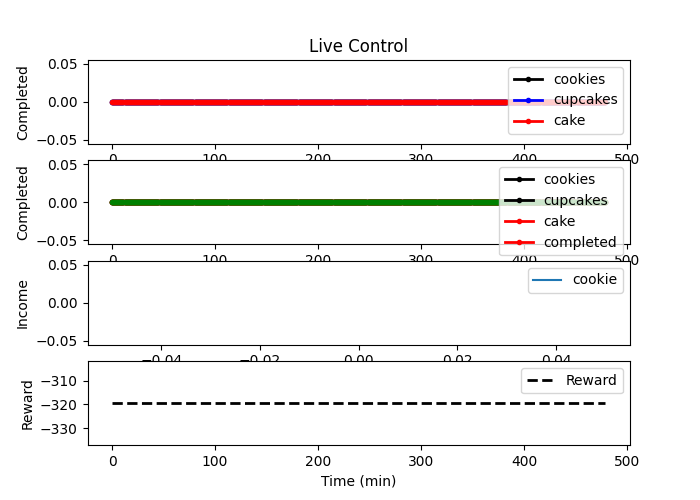 Live Control
Completed
0.05
0.00
−0.05
cookies
cupcakes
cake
0 100 200 300 400 500
Completed
0.05
0.00
−0.05
cookies
cupcakes
cake
completed
0 100 200 300 400 500
Income
0.05
0.00
−0.05
cookie
−0.04 −0.02 0.00 0.02 0.04
Reward
−310
−320
−330
Reward
0 100 200 300 400 500
Time (min)